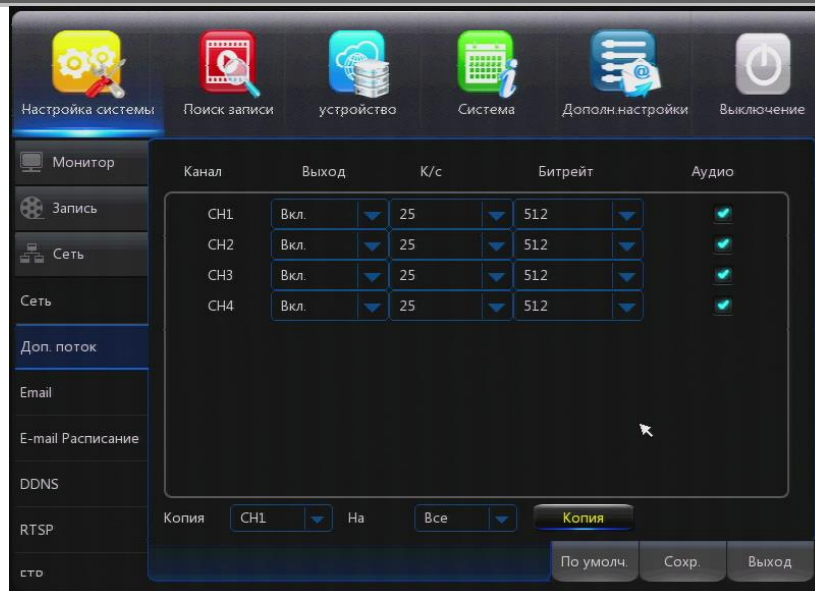 Настройка системы Поиск записи устройство Система Дополн.настройки Выключение
Монитор
Запись
Сеть
Сеть
Доп. поток
Email
E-mail Расписание
DDNS
RTSP
Канал Выход К/с Битрейт Аудио
CH1 Вкл. 25 512
CH2 Вкл. 25 512
CH3 Вкл. 25 512
CH4 Вкл. 25 512
Копия CH1 На Все Копия
По умолч. Сохр. Выход